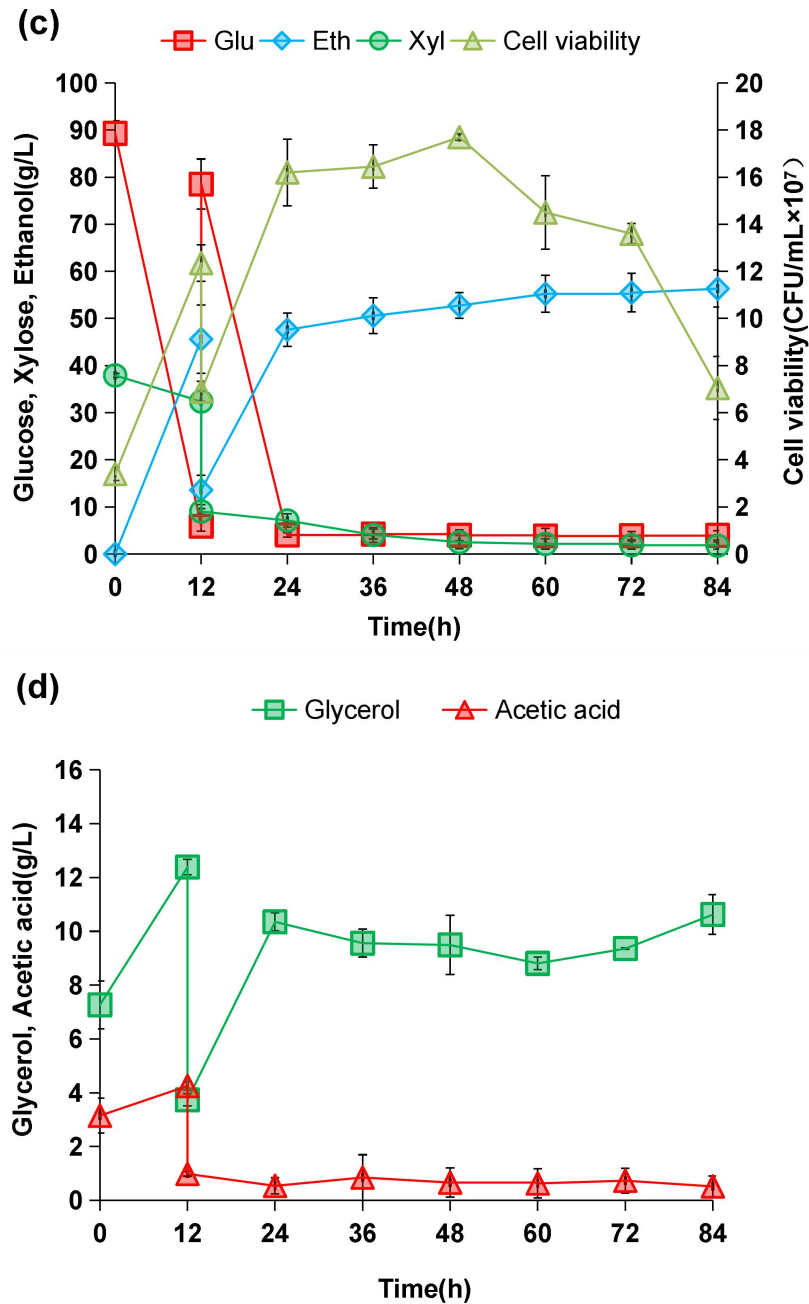 (c)
Glu Eth Xyl Cell viability
Glucose, Xylose, Ethanol(g/L)
100
90
80
70
60
50
40
30
20
10
0
20
18
16
14
12
10
8
6
4
2
0
Cell viability(CFU/mL×10⁷)
0 12 24 36 48 60 72 84
Time(h)
(d)
Glycerol Acetic acid
Glycerol, Acetic acid(g/L)
16
14
12
10
8
6
4
2
0
0 12 24 36 48 60 72 84
Time(h)